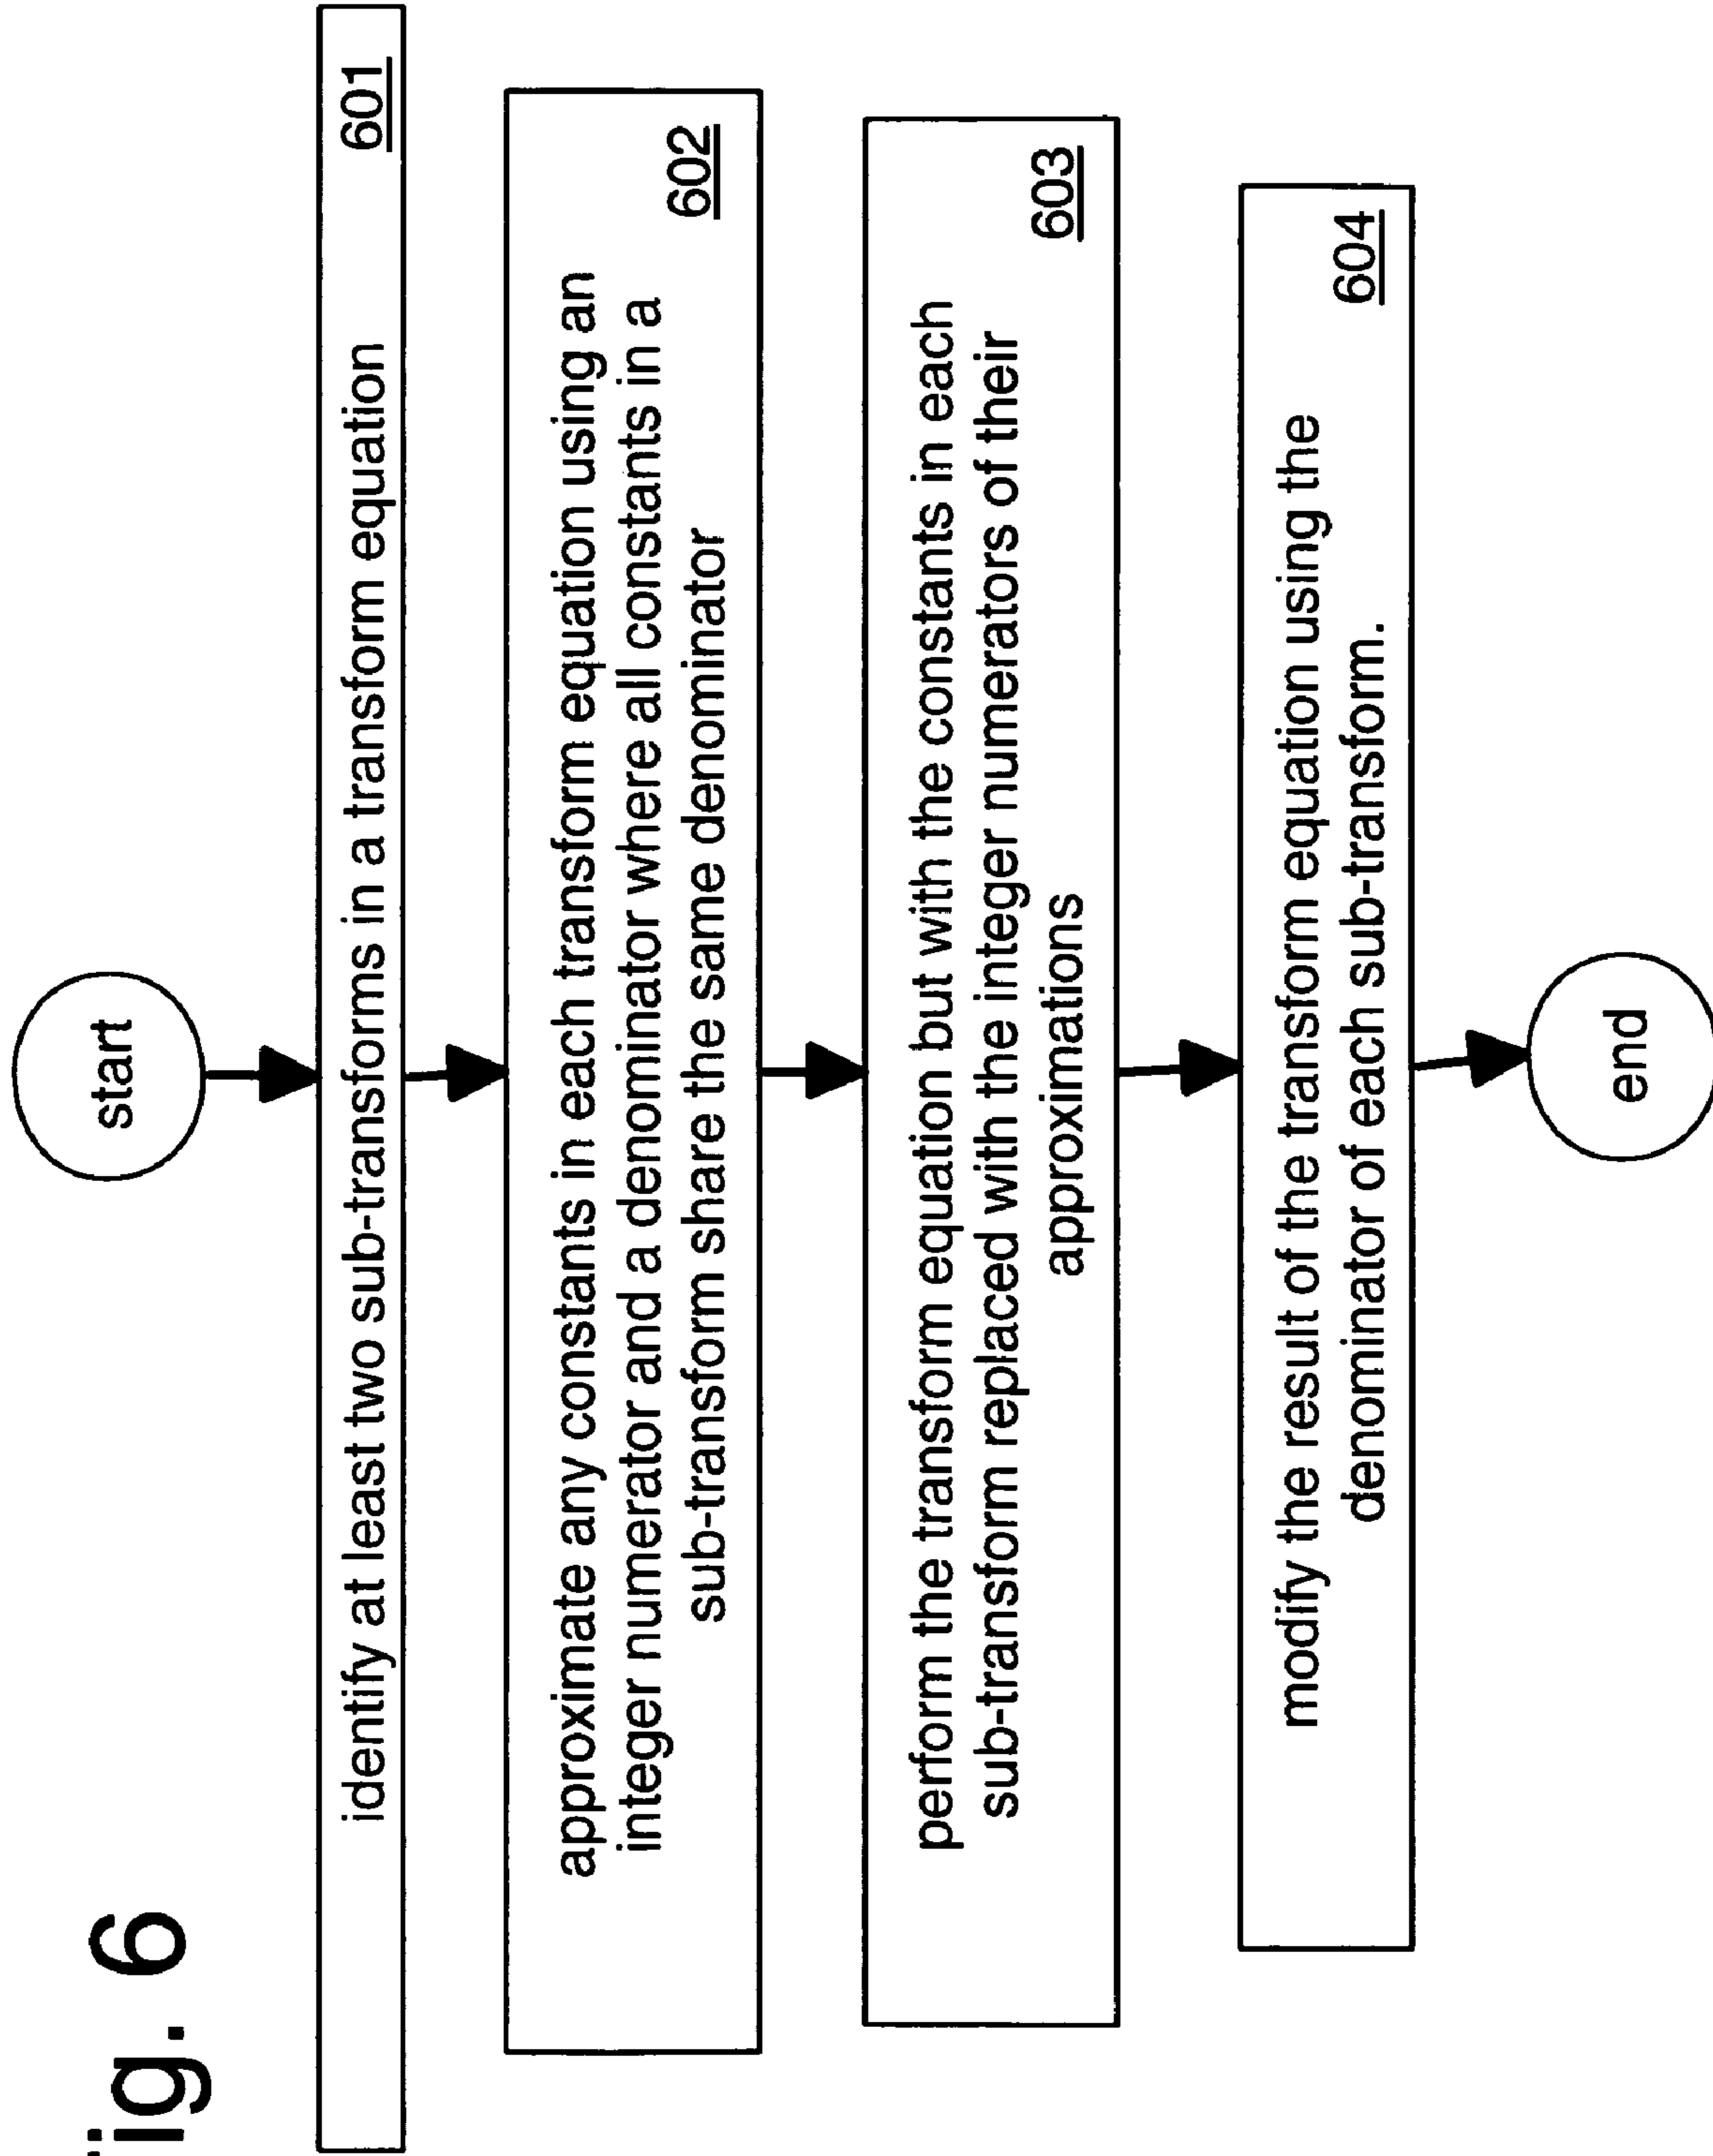 ig. 6
start
identify at least two sub-transforms in a transform equation
601
approximate any constants in each transform equation using an
integer numerator and a denominator where all constants in a
sub-transform share the same denominator
602
perform the transform equation but with the constants in each
sub-transform replaced with the integer numerators of their
approximations
603
modify the result of the transform equation using the
denominator of each sub-transform.
604
end